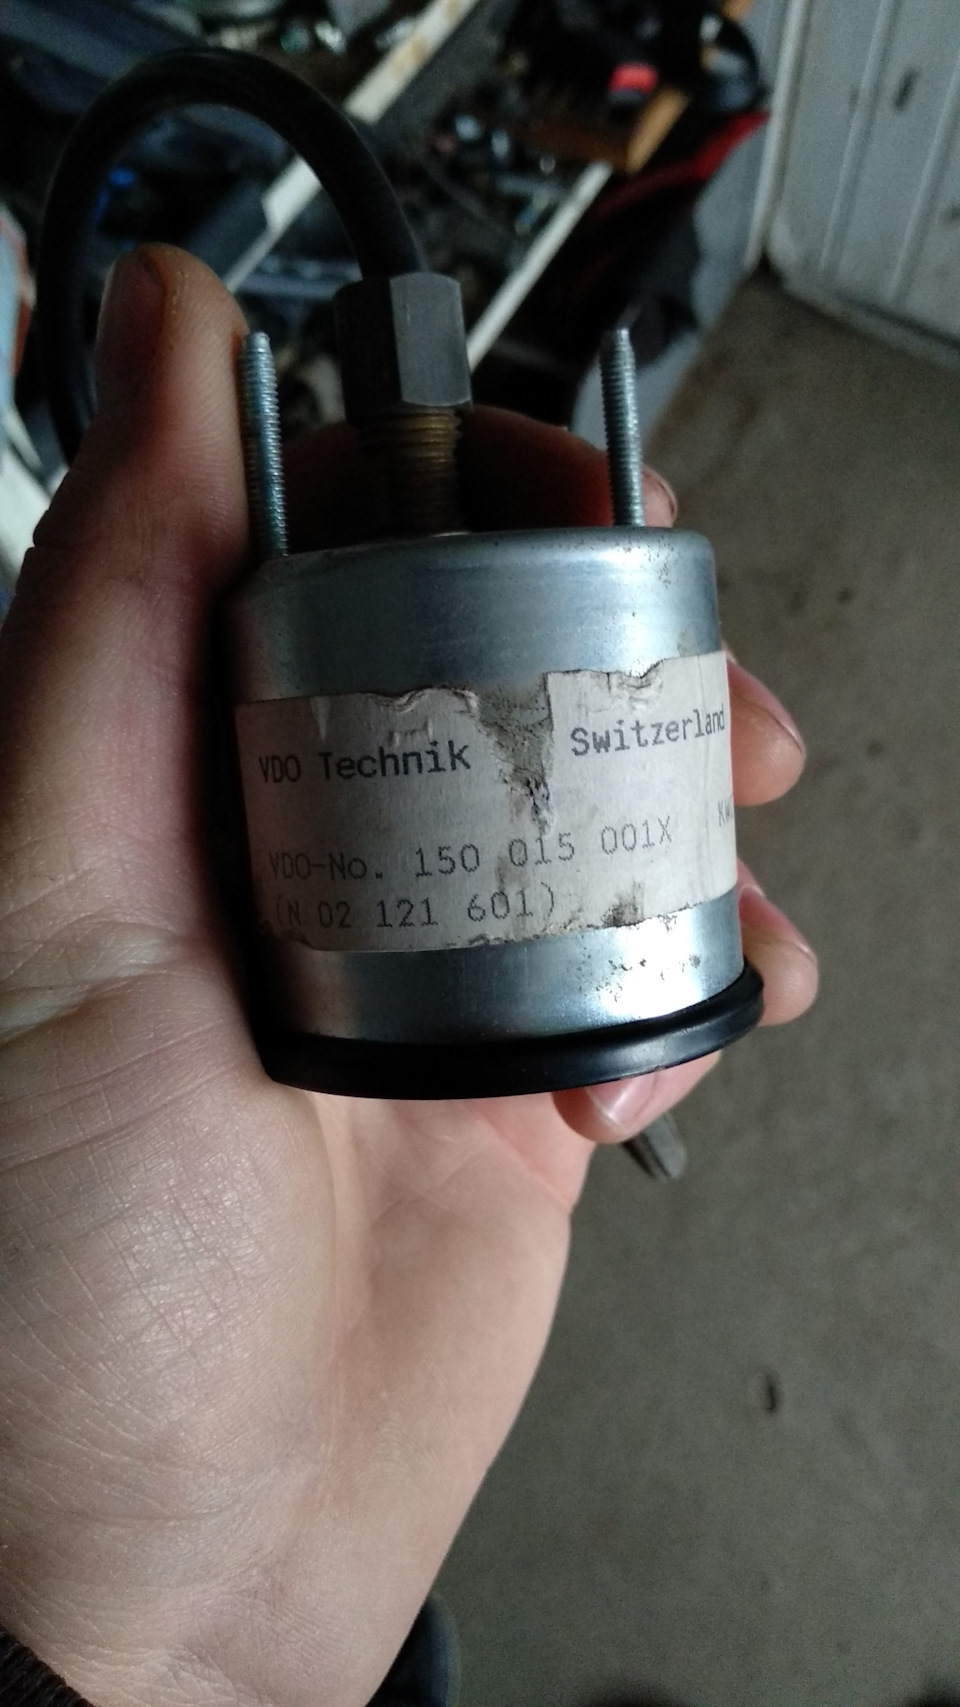 VDO Technik Switzerland
VDO-No. 150 015 001X
(N 02 121 601)